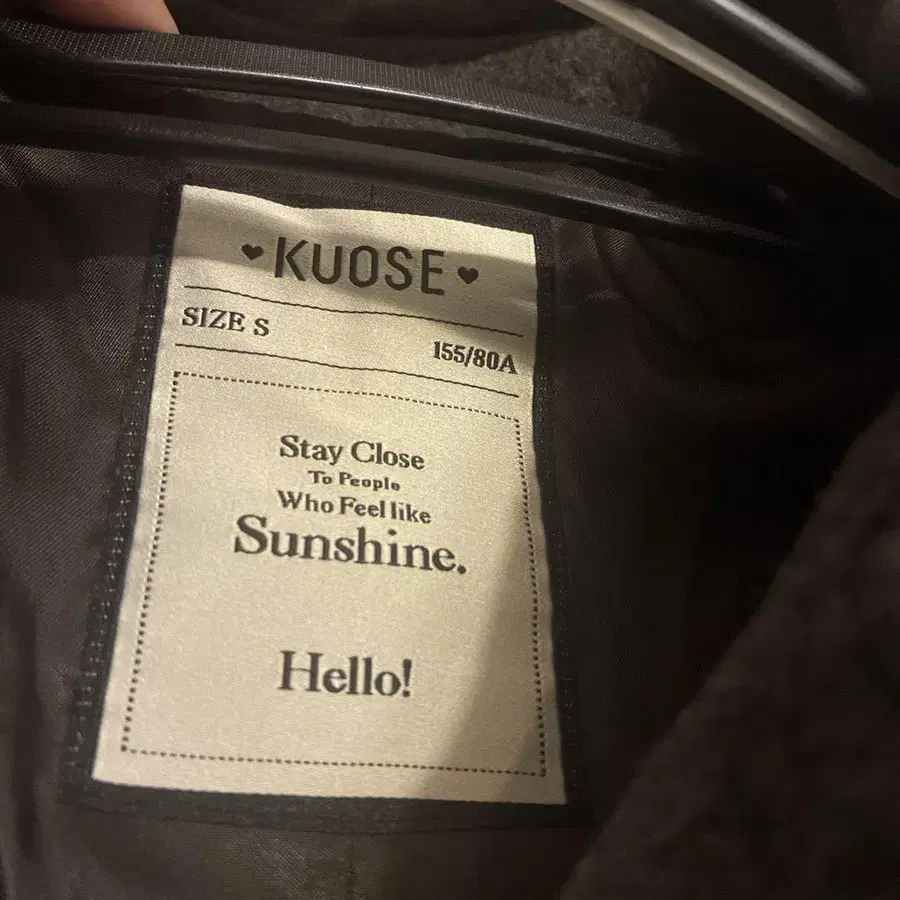 ♥KUOSE♥
SIZE S
155/80A
Stay Close
To People
Who Feel like
Sunshine.
Hello!